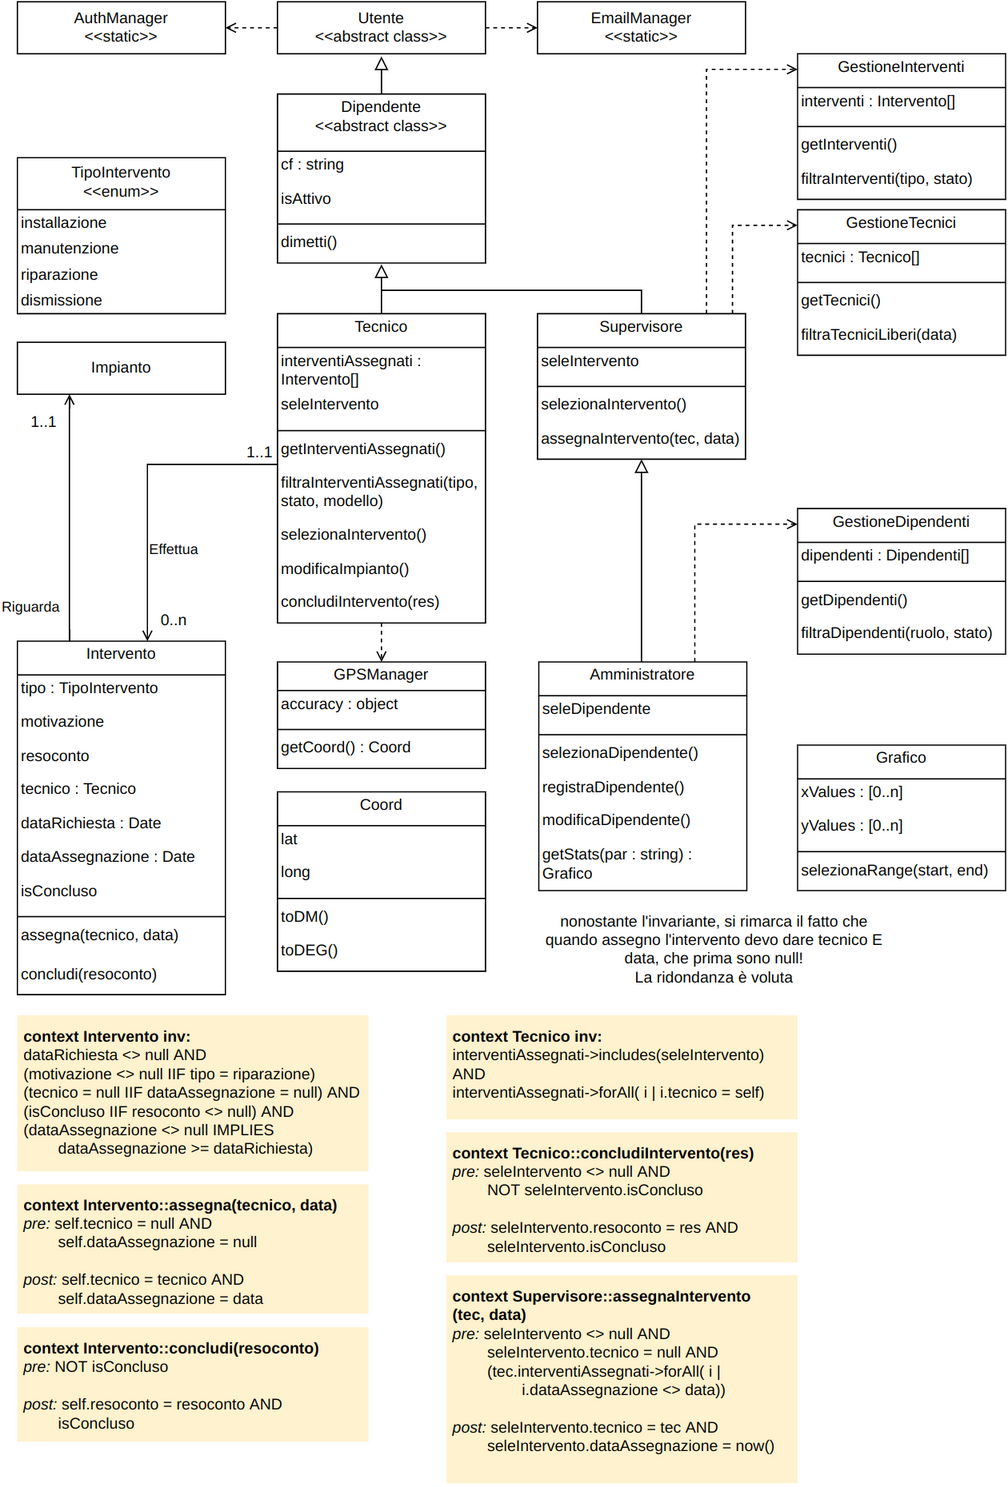 AuthManager
<<static>>
Utente
<<abstract class>>
EmailManager
<<static>>
GestioneInterventi
interventi : Intervento[]
getInterventi()
filtraInterventi(tipo, stato)
Dipendente
<<abstract class>>
cf : string
isAttivo
dimetti()
TipoIntervento
<<enum>>
installazione
manutenzione
riparazione
dismissione
GestioneTecnici
tecnici : Tecnico[]
getTecnici()
filtraTecniciLiberi(data)
Impianto
1..1
Tecnico
interventiAssegnati :
Intervento[]
seleIntervento
getInterventiAssegnati()
filtraInterventiAssegnati(tipo,
stato, modello)
selezionaIntervento()
modificaImpianto()
concludiIntervento(res)
Supervisore
seleIntervento
selezionaIntervento()
assegnaIntervento(tec, data)
1..1
Effettua
0..n
Riguarda
GestioneDipendenti
dipendenti : Dipendenti[]
getDipendenti()
filtraDipendenti(ruolo, stato)
Intervento
tipo : TipoIntervento
motivazione
resoconto
tecnico : Tecnico
dataRichiesta : Date
dataAssegnazione : Date
isConcluso
assegna(tecnico, data)
concludi(resoconto)
GPSManager
accuracy : object
getCoord() : Coord
Coord
lat
long
toDM()
toDEG()
Amministratore
seleDipendente
selezionaDipendente()
registraDipendente()
modificaDipendente()
getStats(par : string) :
Grafico
Grafico
xValues : [0..n]
yValues : [0..n]
selezionaRange(start, end)
nonostante l'invariante, si rimarca il fatto che
quando assegno l'intervento devo dare tecnico E
data, che prima sono null!
La ridondanza è voluta
context Intervento inv:
dataRichiesta <> null AND
(motivazione <> null IIF tipo = riparazione)
(tecnico = null IIF dataAssegnazione = null) AND
(isConcluso IIF resoconto <> null) AND
(dataAssegnazione <> null IMPLIES
dataAssegnazione >= dataRichiesta)
context Intervento::assegna(tecnico, data)
pre: self.tecnico = null AND
self.dataAssegnazione = null
post: self.tecnico = tecnico AND
self.dataAssegnazione = data
context Intervento::concludi(resoconto)
pre: NOT isConcluso
post: self.resoconto = resoconto AND
isConcluso
context Tecnico inv:
interventiAssegnati->includes(seleIntervento)
AND
interventiAssegnati->forAll( i | i.tecnico = self)
context Tecnico::concludiIntervento(res)
pre: seleIntervento <> null AND
NOT seleIntervento.isConcluso
post: seleIntervento.resoconto = res AND
seleIntervento.isConcluso
context Supervisore::assegnaIntervento
(tec, data)
pre: seleIntervento <> null AND
seleIntervento.tecnico = null AND
(tec.interventiAssegnati->forAll( i |
i.dataAssegnazione <> data))
post: seleIntervento.tecnico = tec AND
seleIntervento.dataAssegnazione = now()